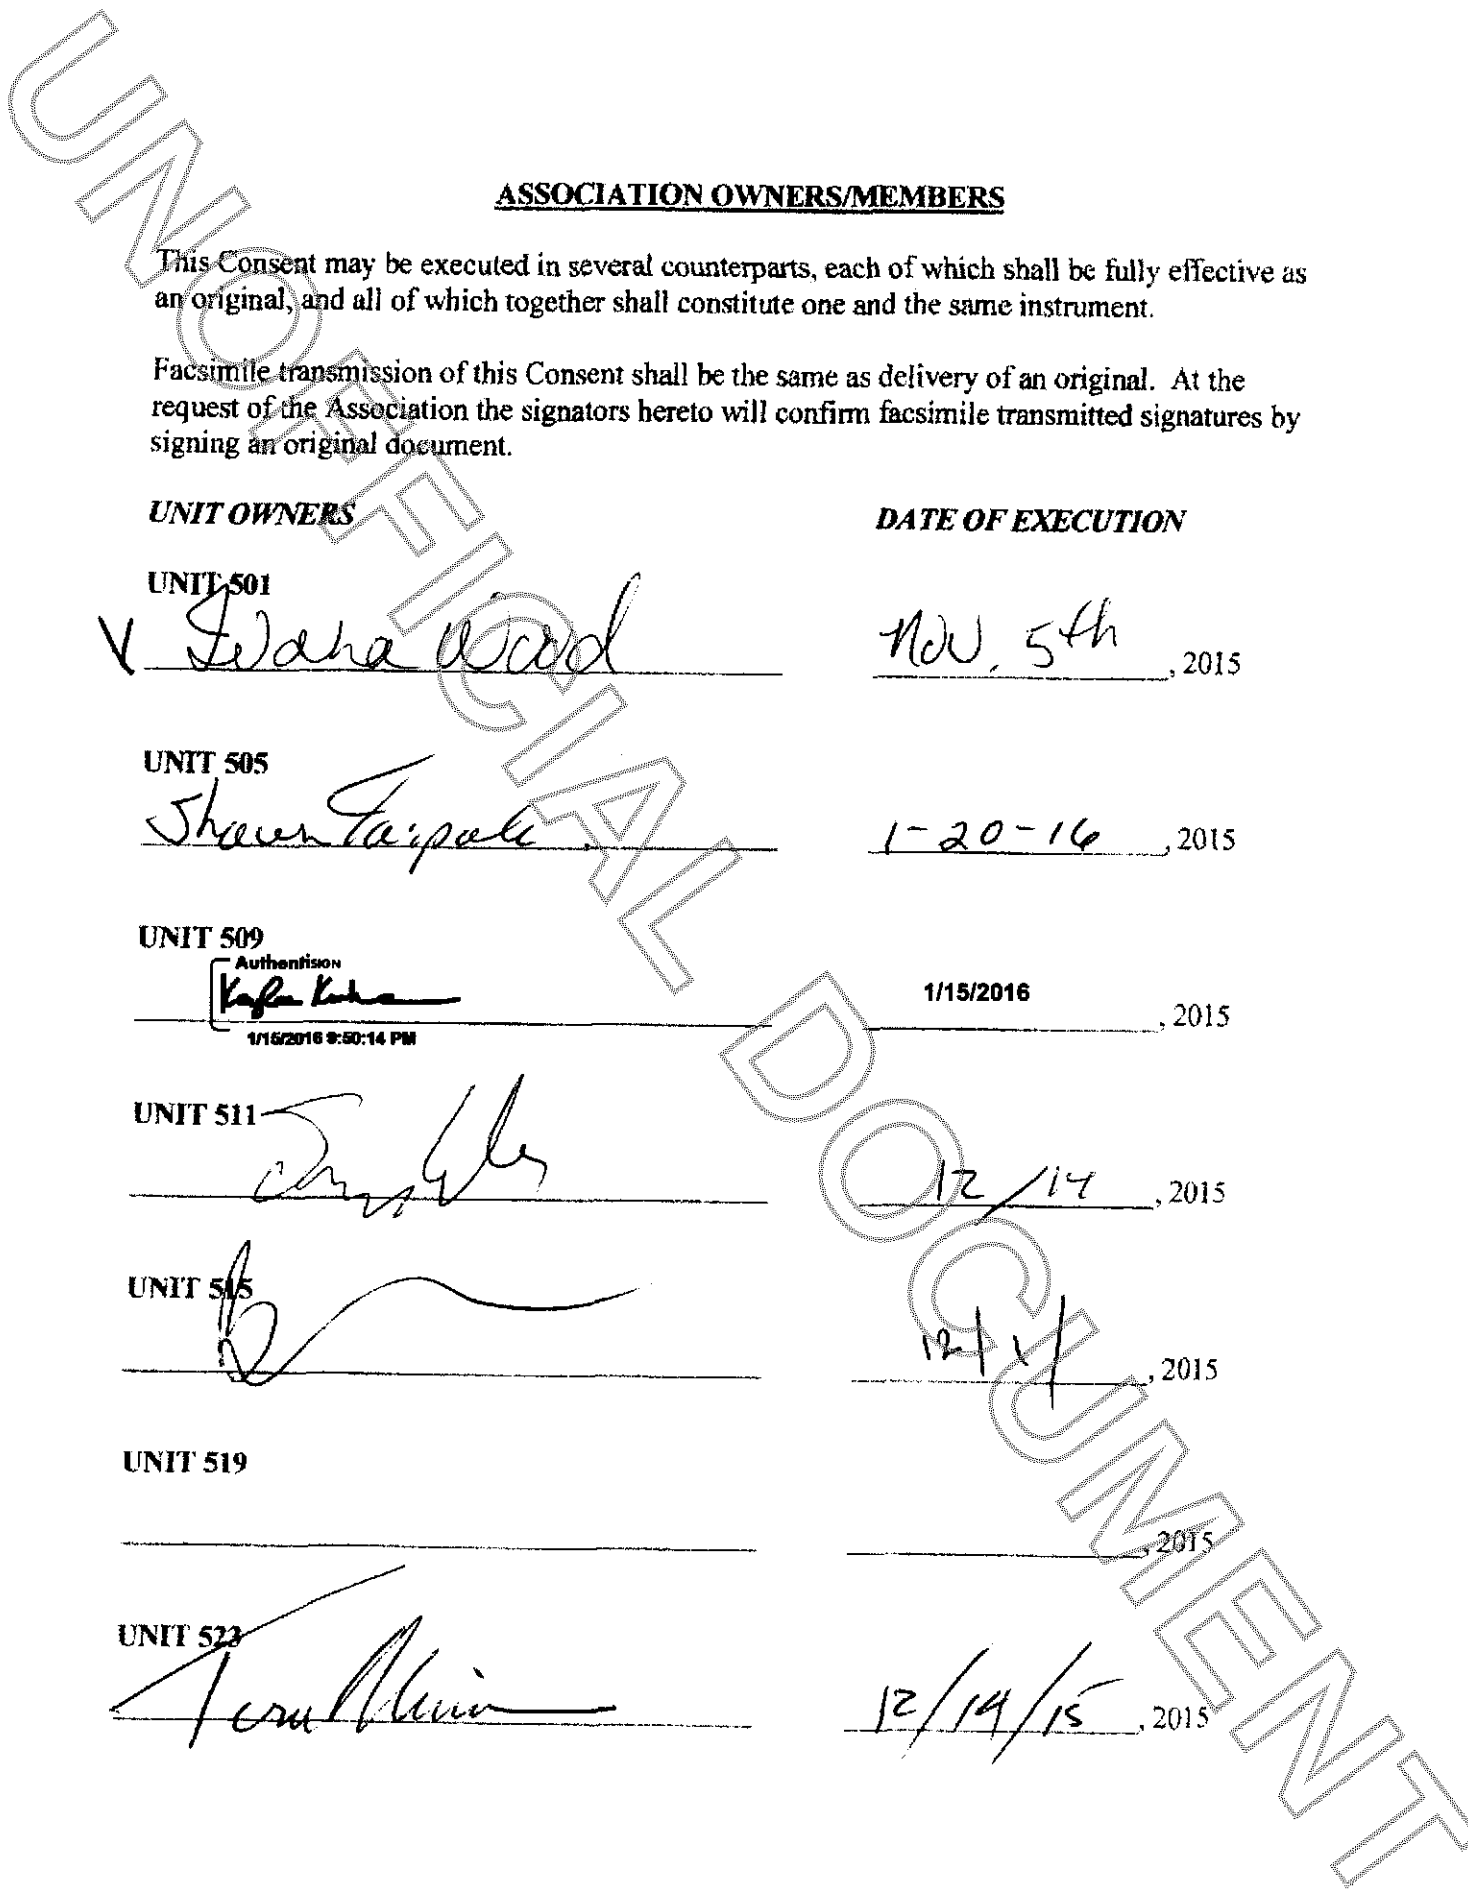 ASSOCIATION OWNERS/MEMBERS
This Consent may be executed in several counterparts, each of which shall be fully effective as
an original, and all of which together shall constitute one and the same instrument.
Facsimile transmission of this Consent shall be the same as delivery of an original. At the
request of the Association the signators hereto will confirm facsimile transmitted signatures by
signing an original document.
UNIT OWNERS DATE OF EXECUTION
UNIT 501
Wood Nov. 5th, 2015
UNIT 505
Shawn 1-20-16, 2015
UNIT 509
Authentisign
1/15/2016, 2015
1/15/2016 9:50:14 PM
UNIT 511
12/14, 2015
UNIT 515
, 2015
UNIT 519
, 2015
UNIT 523
12/14/15, 2015
UNOFFICIAL DOCUMENT